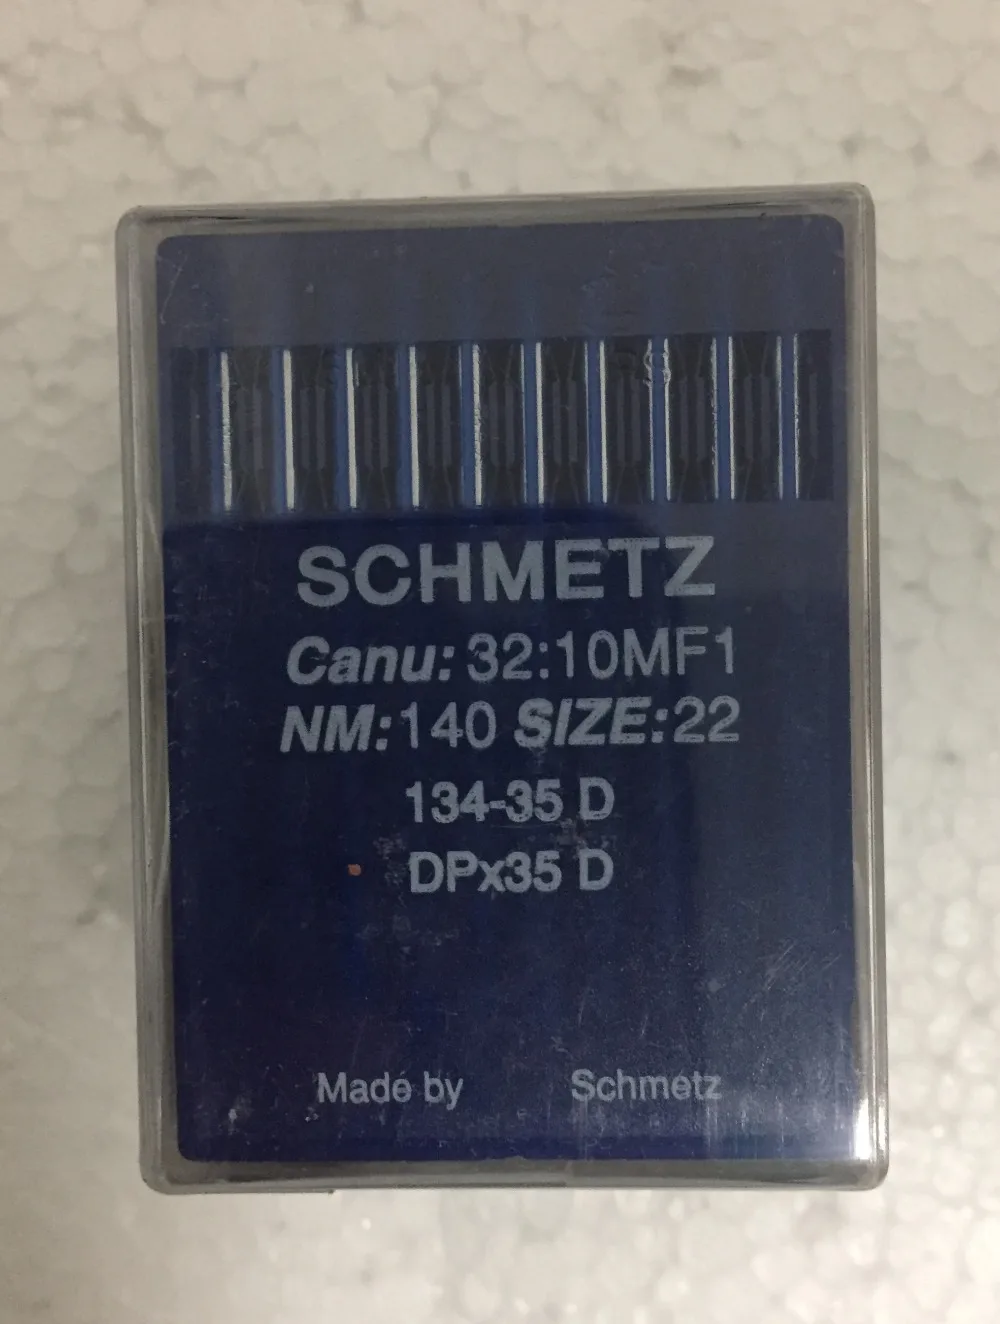 SCHMETZ
Canu: 32:10MF1
NM:140 SIZE:22
134-35 D
DPx35 D
Made by Schmetz